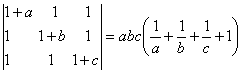 |1+a 1 1|
|1 1+b 1| = abc(1/a + 1/b + 1/c + 1)
|1 1 1+c|